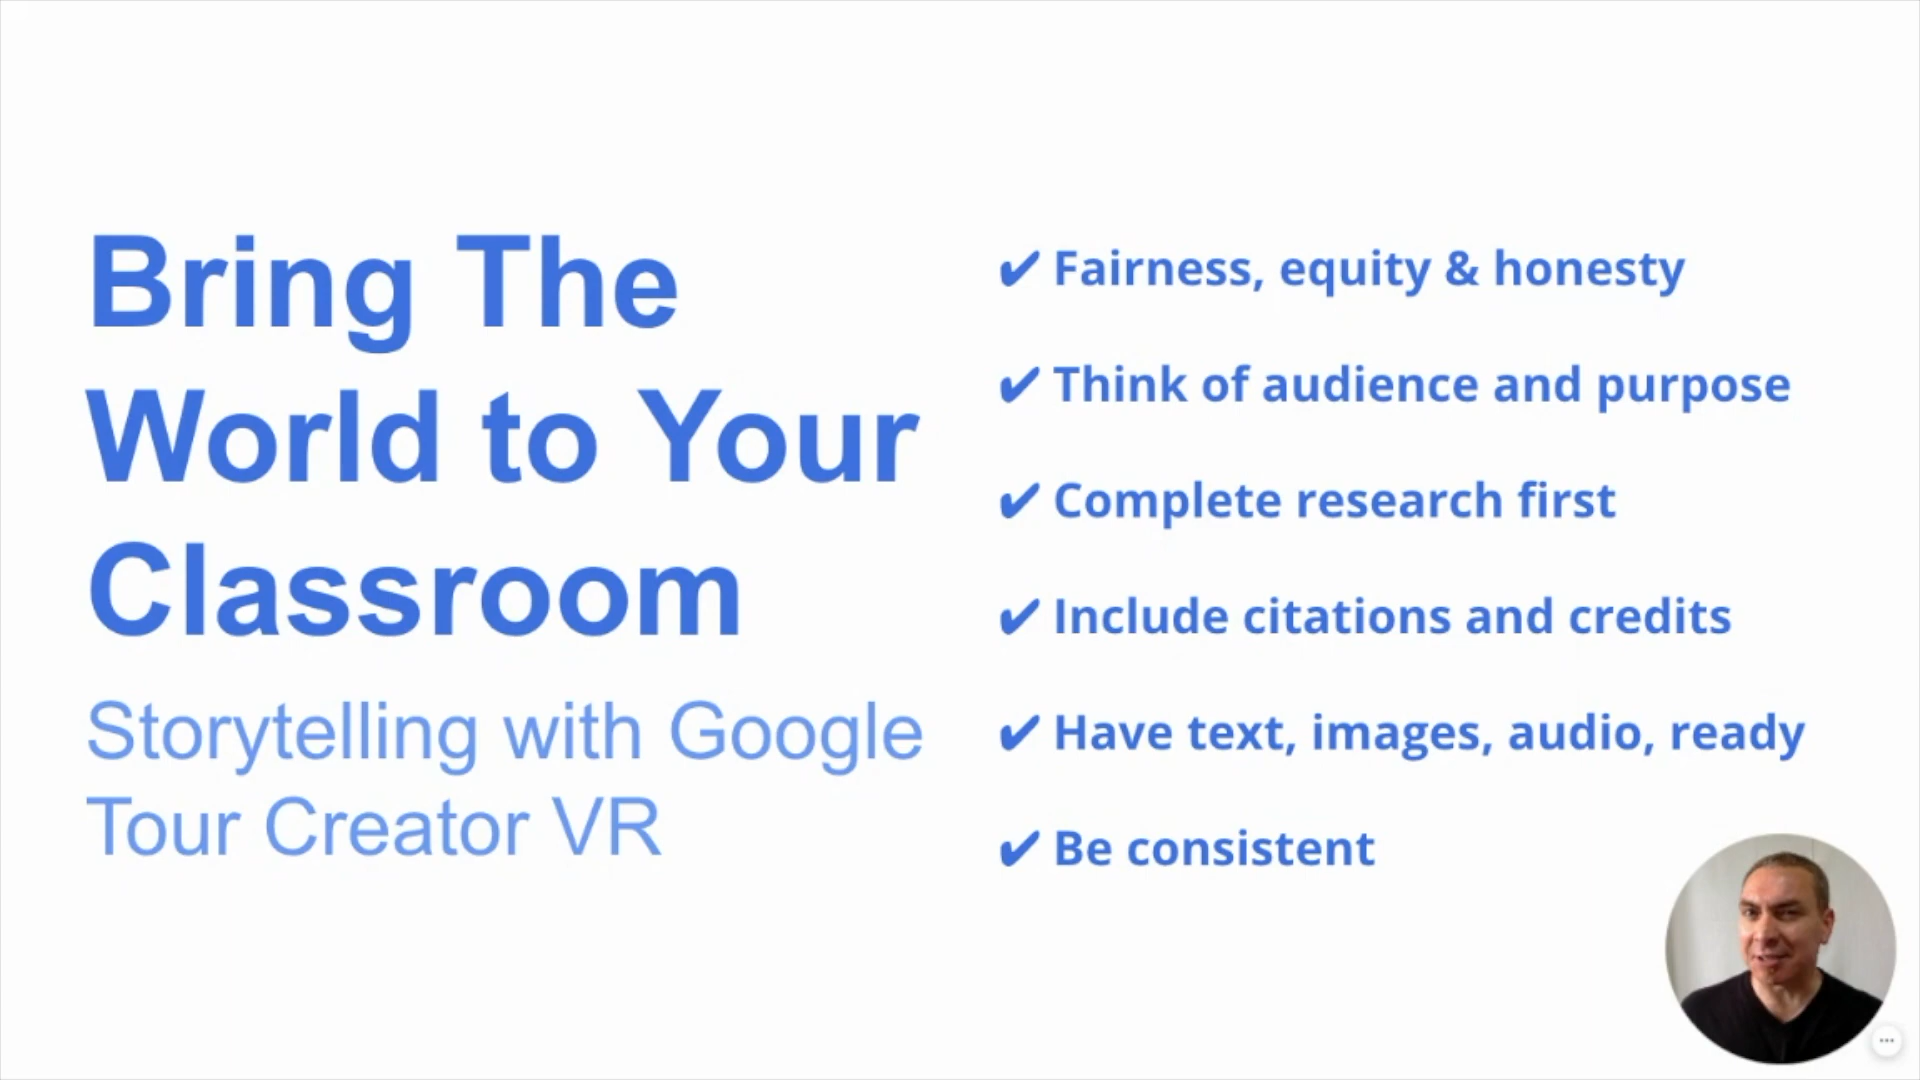 Bring The
World to Your
Classroom
Storytelling with Google
Tour Creator VR
✔ Fairness, equity & honesty
✔ Think of audience and purpose
✔ Complete research first
✔ Include citations and credits
✔ Have text, images, audio, ready
✔ Be consistent